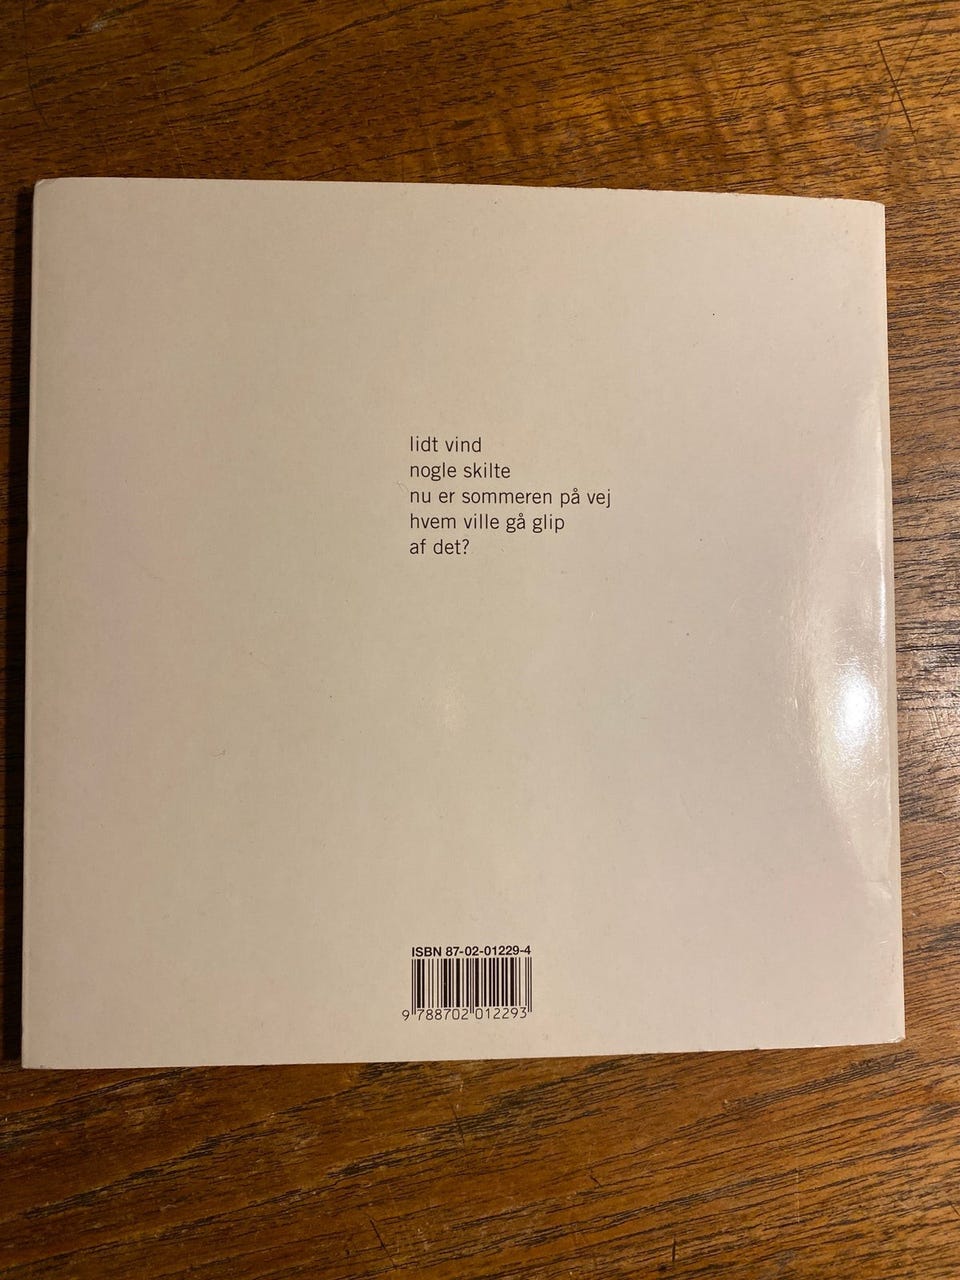 lidt vind
nogle skilte
nu er sommeren på vej
hvem ville gå glip
af det?
ISBN 87-02-01229-4
9 788702 012293